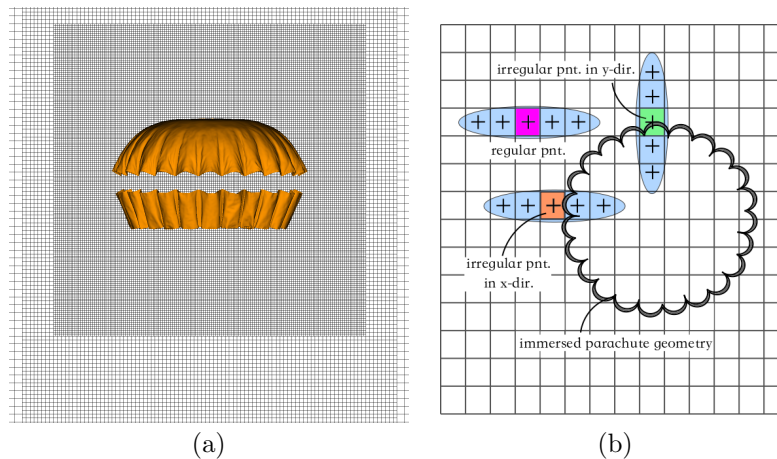 irregular pnt. in y-dir.
regular pnt.
irregular pnt.
in x-dir.
immersed parachute geometry
(a)
(b)